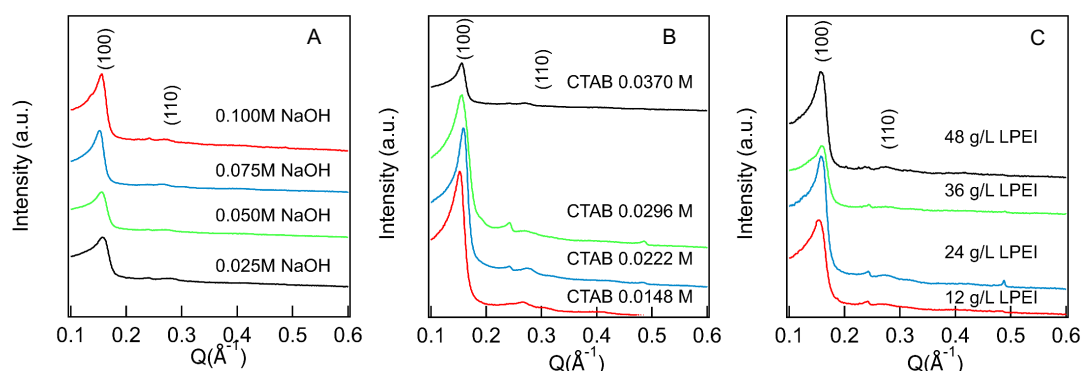 A
(100)
(110)
0.100M NaOH
0.075M NaOH
0.050M NaOH
0.025M NaOH
Intensity (a.u.)
0.1 0.2 0.3 0.4 0.5 0.6
Q(Å⁻¹)
B
(100)
(110)
CTAB 0.0370 M
CTAB 0.0296 M
CTAB 0.0222 M
CTAB 0.0148 M
Intensity (a.u.)
0.1 0.2 0.3 0.4 0.5 0.6
Q(Å⁻¹)
C
(100)
(110)
48 g/L LPEI
36 g/L LPEI
24 g/L LPEI
12 g/L LPEI
Intensity (a.u.)
0.1 0.2 0.3 0.4 0.5 0.6
Q(Å⁻¹)